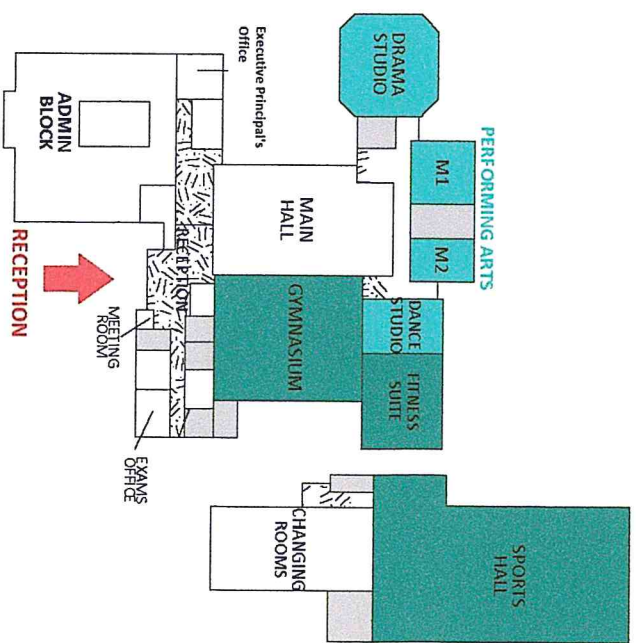 Executive Principal's
Office
ADMIN
BLOCK
RECEPTION
RECEPTION
MEETING
ROOM
EXAMS
OFFICE
MAIN
HALL
GYMNASIUM
DRAMA
STUDIO
PERFORMING ARTS
M1
M2
DANCE
STUDIO
FITNESS
SUITE
CHANGING
ROOMS
SPORTS
HALL